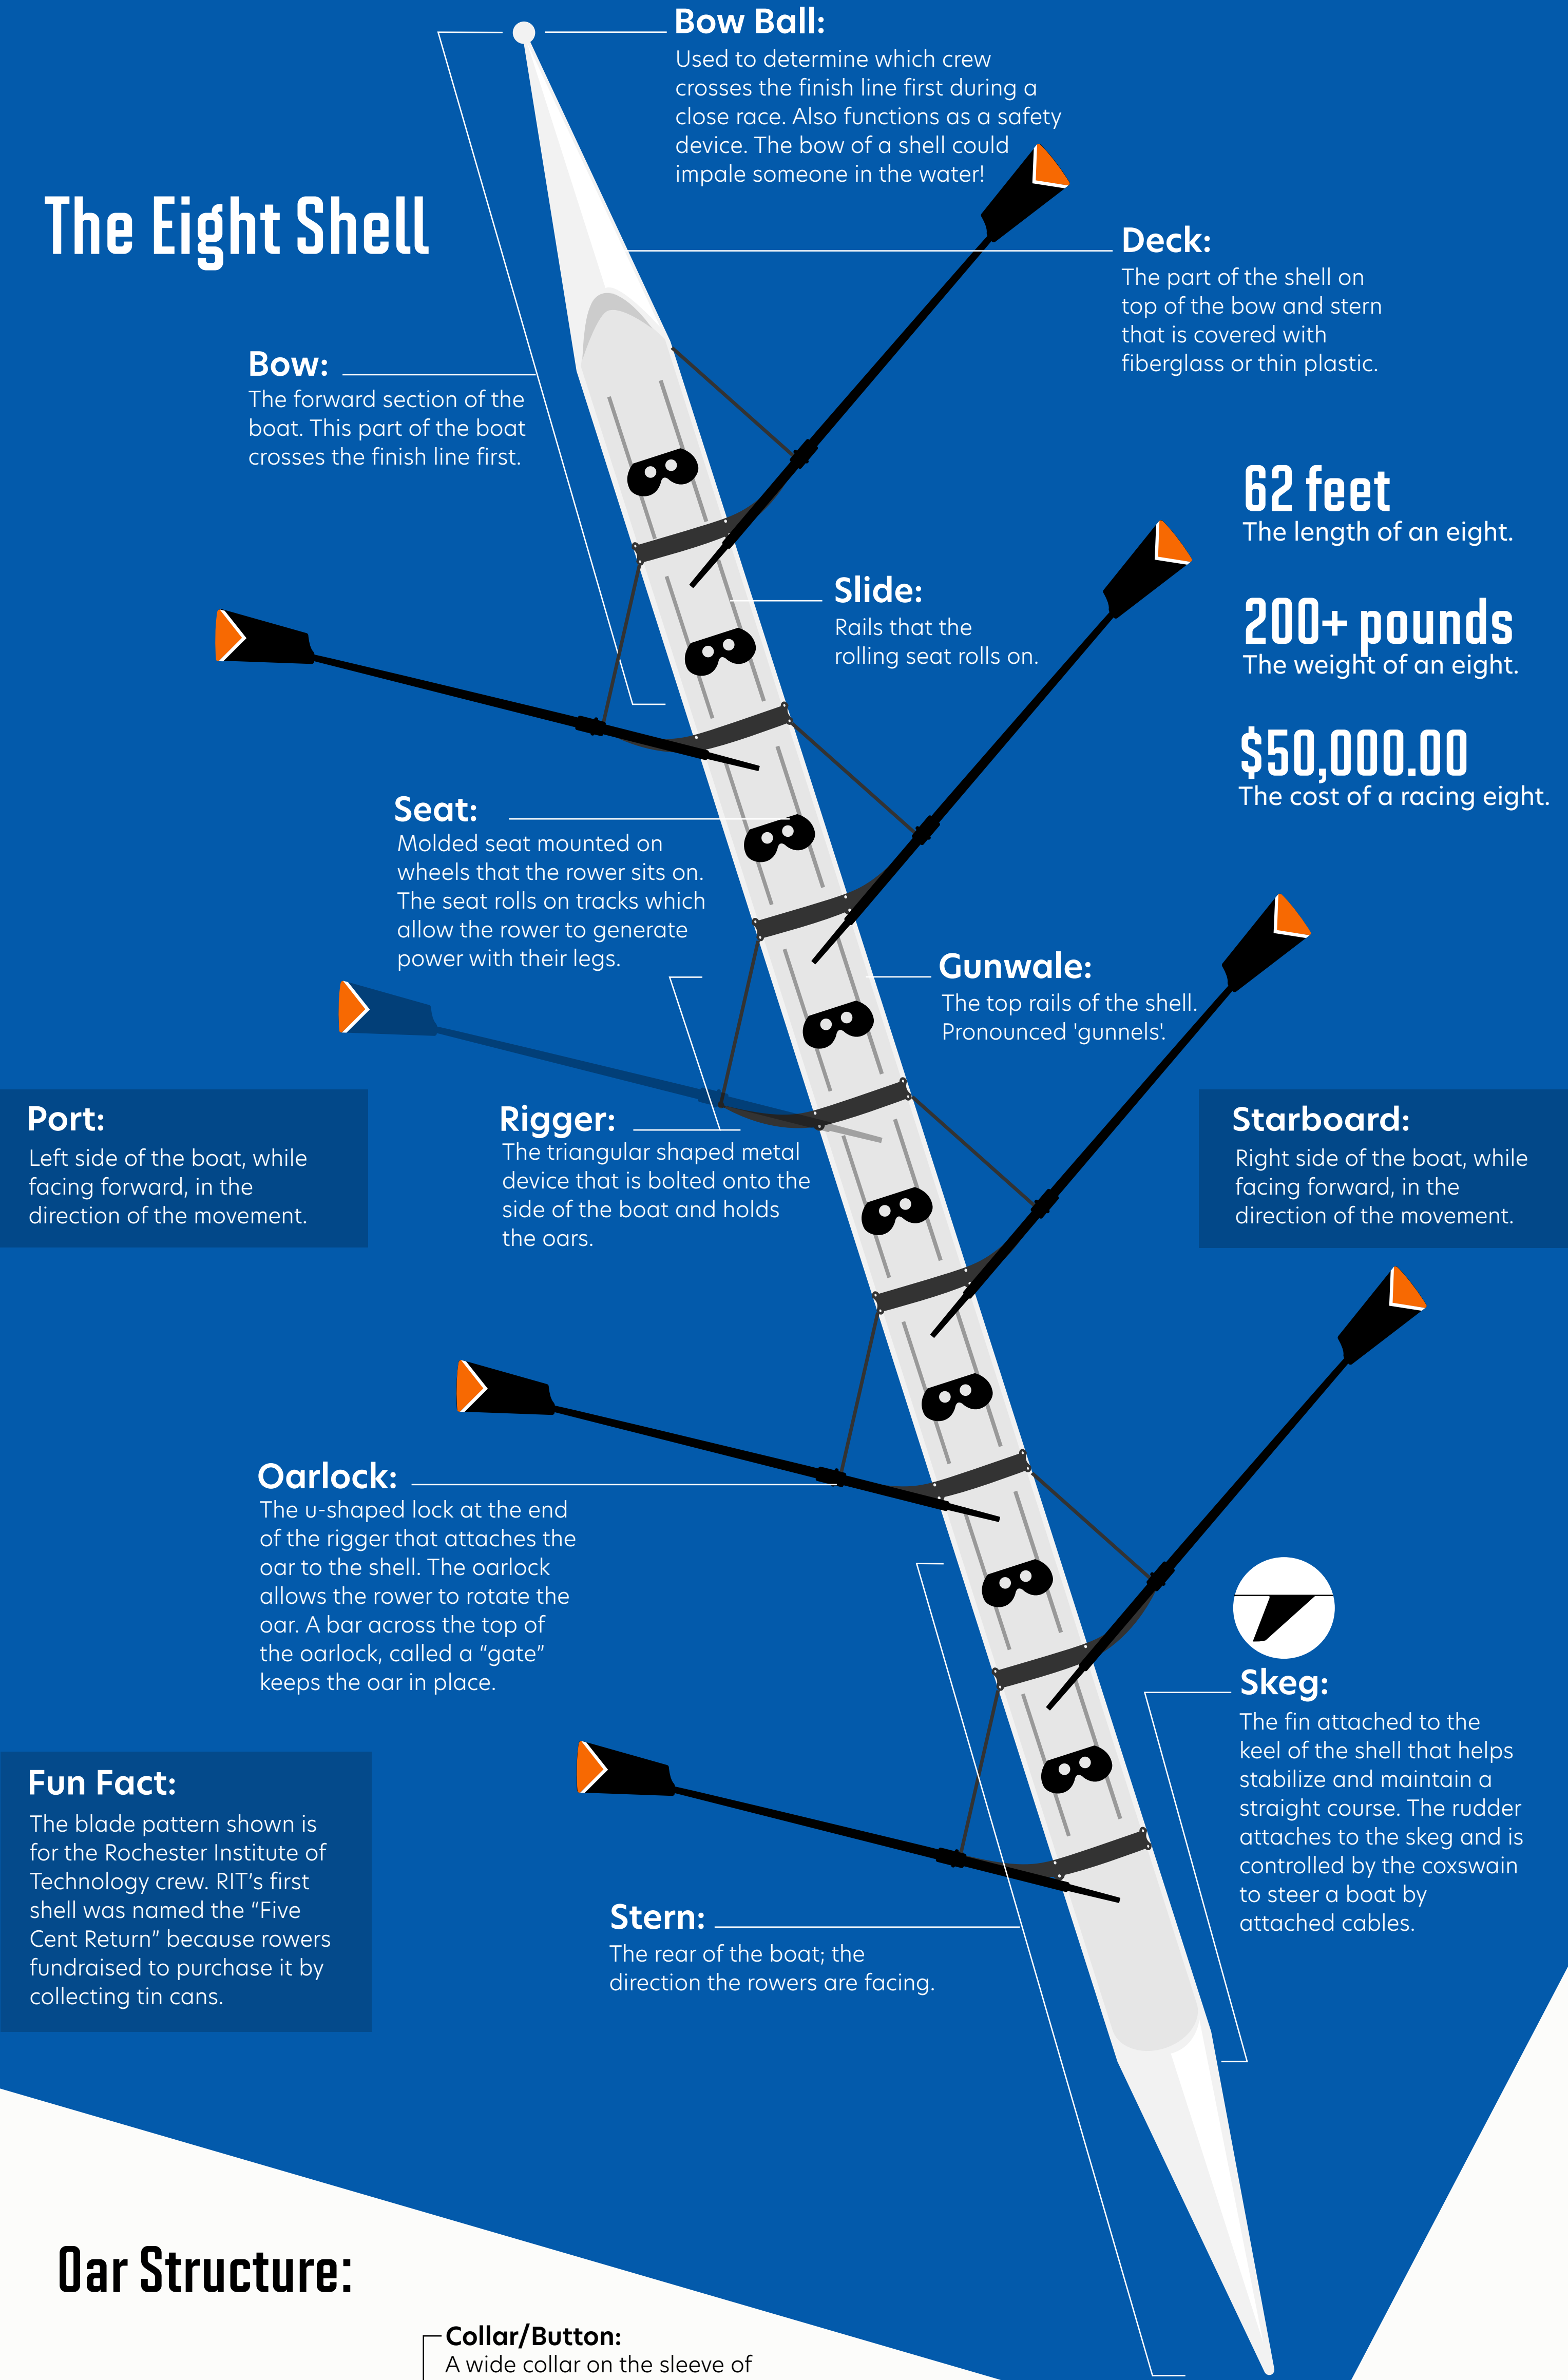 Bow Ball:
Used to determine which crew
crosses the finish line first during a
close race. Also functions as a safety
device. The bow of a shell could
impale someone in the water!
The Eight Shell
Deck:
The part of the shell on
top of the bow and stern
that is covered with
fiberglass or thin plastic.
Bow:
The forward section of the
boat. This part of the boat
crosses the finish line first.
62 feet
The length of an eight.
200+ pounds
The weight of an eight.
$50,000.00
The cost of a racing eight.
Slide:
Rails that the
rolling seat rolls on.
Seat:
Molded seat mounted on
wheels that the rower sits on.
The seat rolls on tracks which
allow the rower to generate
power with their legs.
Gunwale:
The top rails of the shell.
Pronounced 'gunnels'.
Port:
Left side of the boat, while
facing forward, in the
direction of the movement.
Rigger:
The triangular shaped metal
device that is bolted onto the
side of the boat and holds
the oars.
Starboard:
Right side of the boat, while
facing forward, in the
direction of the movement.
Oarlock:
The u-shaped lock at the end
of the rigger that attaches the
oar to the shell. The oarlock
allows the rower to rotate the
oar. A bar across the top of
the oarlock, called a “gate”
keeps the oar in place.
Skeg:
The fin attached to the
keel of the shell that helps
stabilize and maintain a
straight course. The rudder
attaches to the skeg and is
controlled by the coxswain
to steer a boat by
attached cables.
Fun Fact:
The blade pattern shown is
for the Rochester Institute of
Technology crew. RIT’s first
shell was named the “Five
Cent Return” because rowers
fundraised to purchase it by
collecting tin cans.
Stern:
The rear of the boat; the
direction the rowers are facing.
Oar Structure:
Collar/Button:
A wide collar on the sleeve of